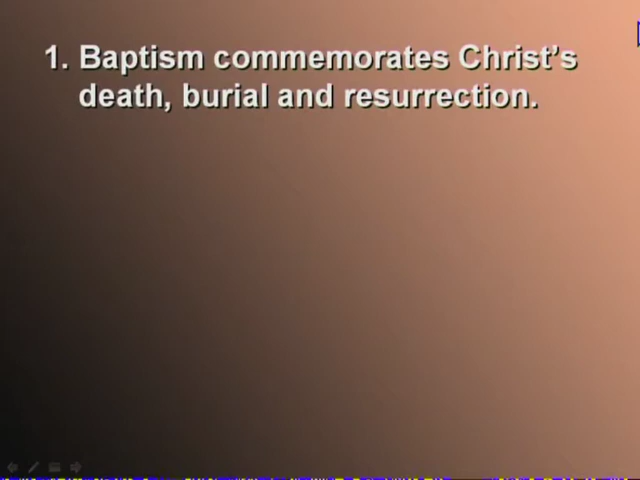 1. Baptism commemorates Christ's
death, burial and resurrection.